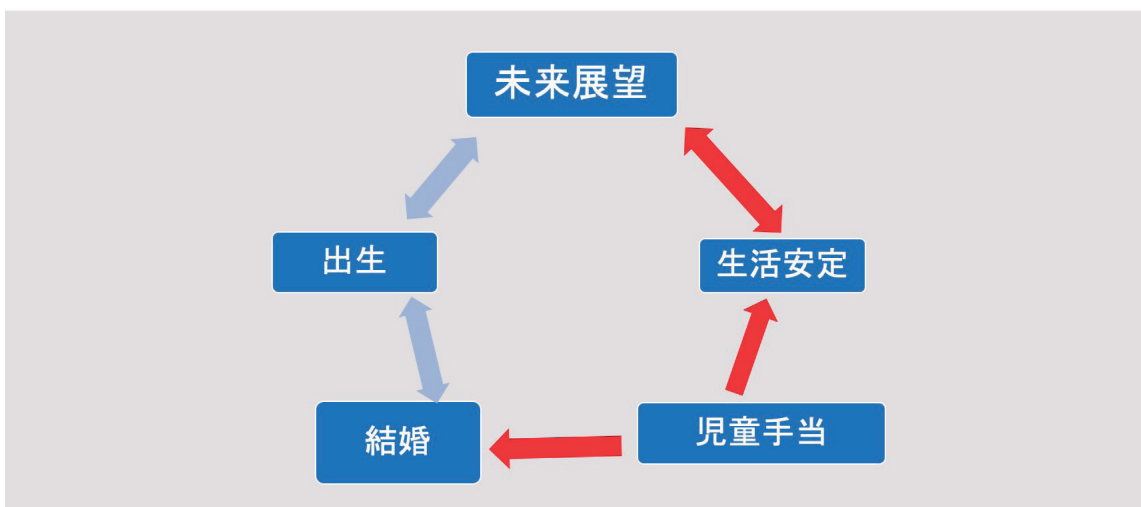 未来展望
出生
生活安定
結婚
児童手当